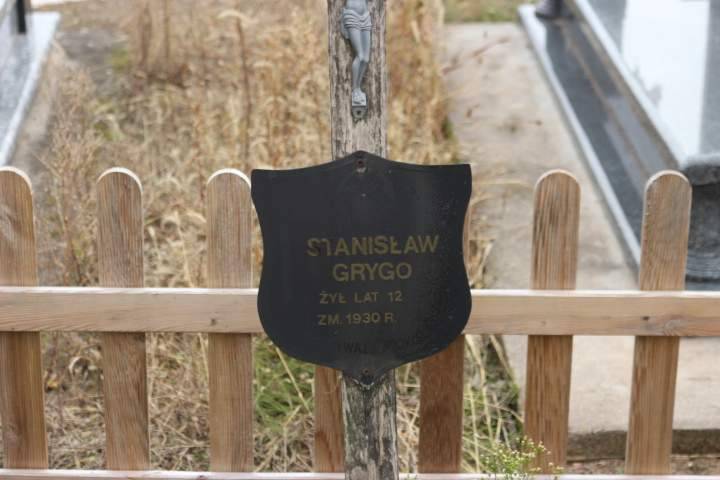 STANISŁAW
GRYGO
ŻYŁ LAT 12
ZM. 1930 R.